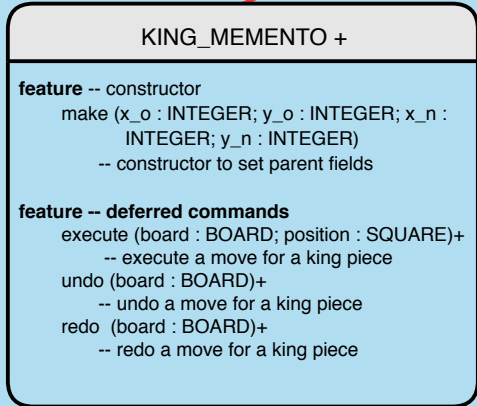 KING_MEMENTO +
feature -- constructor
make (x_o : INTEGER; y_o : INTEGER; x_n :
INTEGER; y_n : INTEGER)
-- constructor to set parent fields
feature -- deferred commands
execute (board : BOARD; position : SQUARE)+
-- execute a move for a king piece
undo (board : BOARD)+
-- undo a move for a king piece
redo  (board : BOARD)+
-- redo a move for a king piece